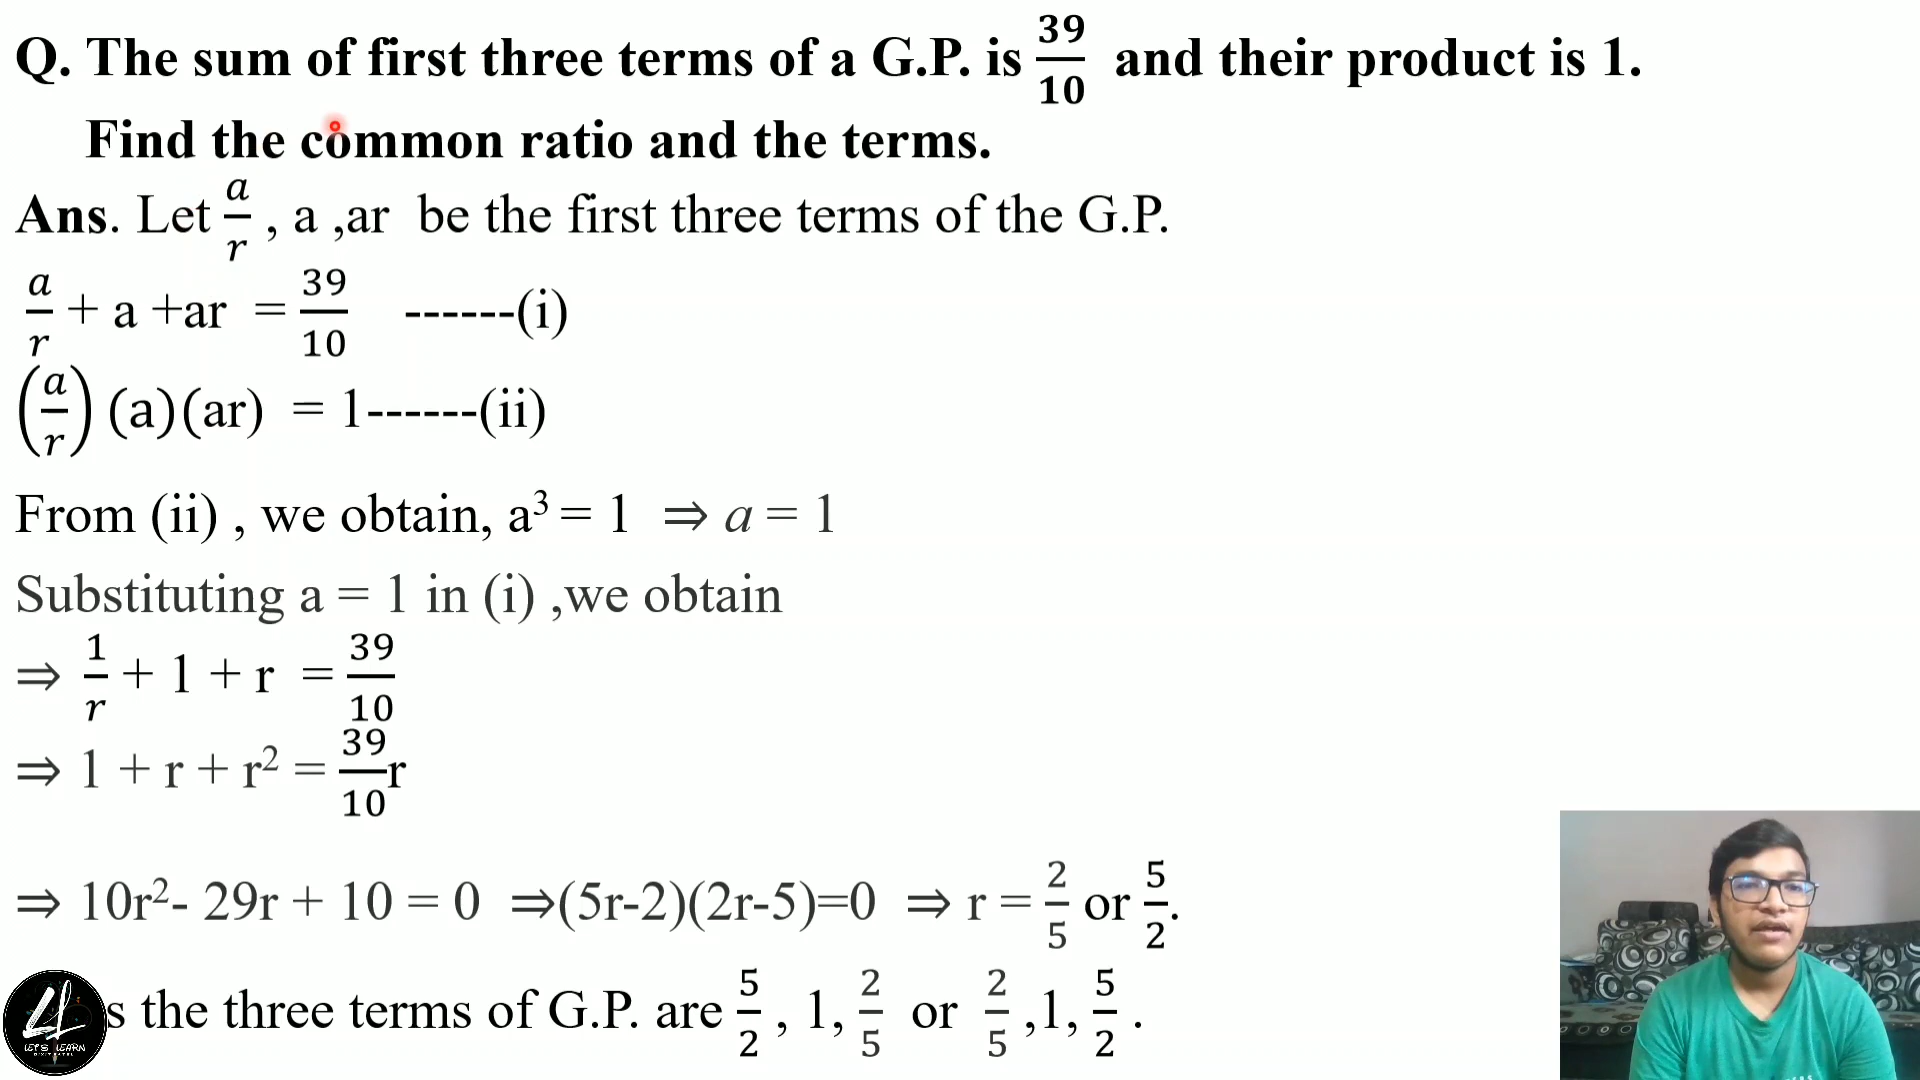 Q. The sum of first three terms of a G.P. is 39/10 and their product is 1.
Find the common ratio and the terms.
Ans. Let a/r , a ,ar be the first three terms of the G.P.
a/r + a +ar = 39/10 ------(i)
(a/r) (a)(ar) = 1------(ii)
From (ii) , we obtain, a³ = 1 ⇒ a = 1
Substituting a = 1 in (i) ,we obtain
⇒ 1/r + 1 + r = 39/10
⇒ 1 + r + r² = 39/10 r
⇒ 10r²- 29r + 10 = 0 ⇒(5r-2)(2r-5)=0 ⇒ r = 2/5 or 5/2.
s the three terms of G.P. are 5/2 , 1, 2/5 or 2/5 ,1, 5/2 .
LET'S LEARN